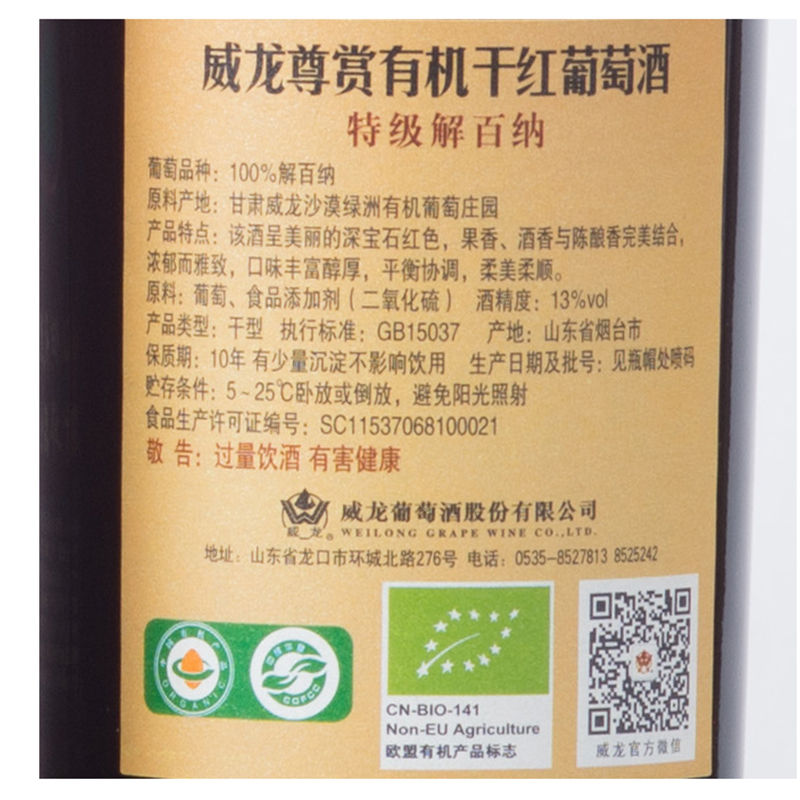 威龙尊赏有机干红葡萄酒
特级解百纳
葡萄品种：100%解百纳
原料产地：甘肃威龙沙漠绿洲有机葡萄庄园
产品特点：该酒呈美丽的深宝石红色，果香、酒香与陈酿香完美结合，
浓郁而雅致，口味丰富醇厚，平衡协调，柔美柔顺。
原料：葡萄、食品添加剂（二氧化硫） 酒精度：13%vol
产品类型：干型 执行标准：GB15037 产地：山东省烟台市
保质期：10年 有少量沉淀不影响饮用 生产日期及批号：见瓶帽处喷码
贮存条件：5~25℃卧放或倒放，避免阳光照射
食品生产许可证编号：SC11537068100021
敬 告：过量饮酒 有害健康
威龙葡萄酒股份有限公司
威龙®
WEILONG GRAPE WINE CO.,LTD.
地址：山东省龙口市环城北路276号 电话：0535-8527813 8525242
中国有机产品
ORGANIC
中绿华夏
COFCC
CN-BIO-141
Non-EU Agriculture
欧盟有机产品标志
威龙官方微信